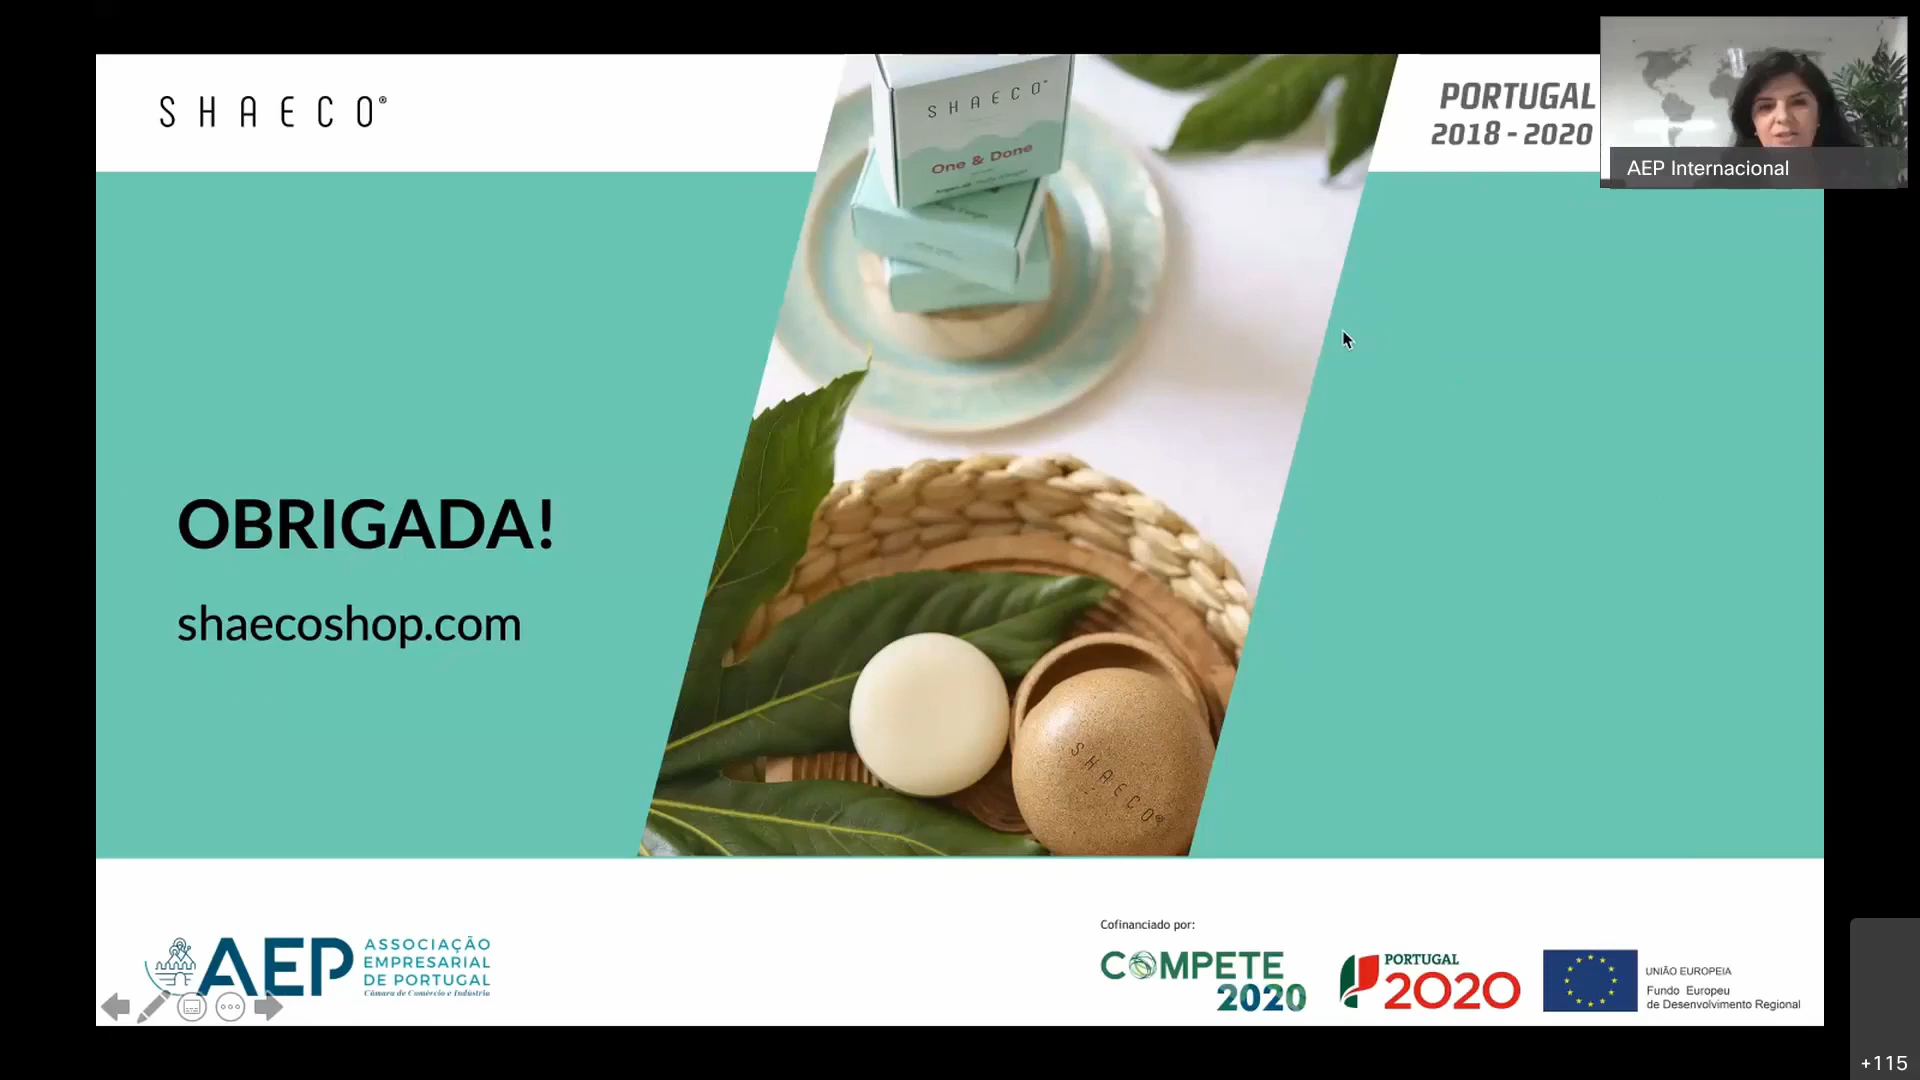 SHAECO®
SHAECO
One & Done
PORTUGAL
2018 - 2020
AEP Internacional
OBRIGADA!
shaecoshop.com
SHAECO®
AEP
ASSOCIAÇÃO
EMPRESARIAL
DE PORTUGAL
Câmara de Comércio e Indústria
Cofinanciado por:
COMPETE
2020
PORTUGAL
2020
UNIÃO EUROPEIA
Fundo Europeu
de Desenvolvimento Regional
+115